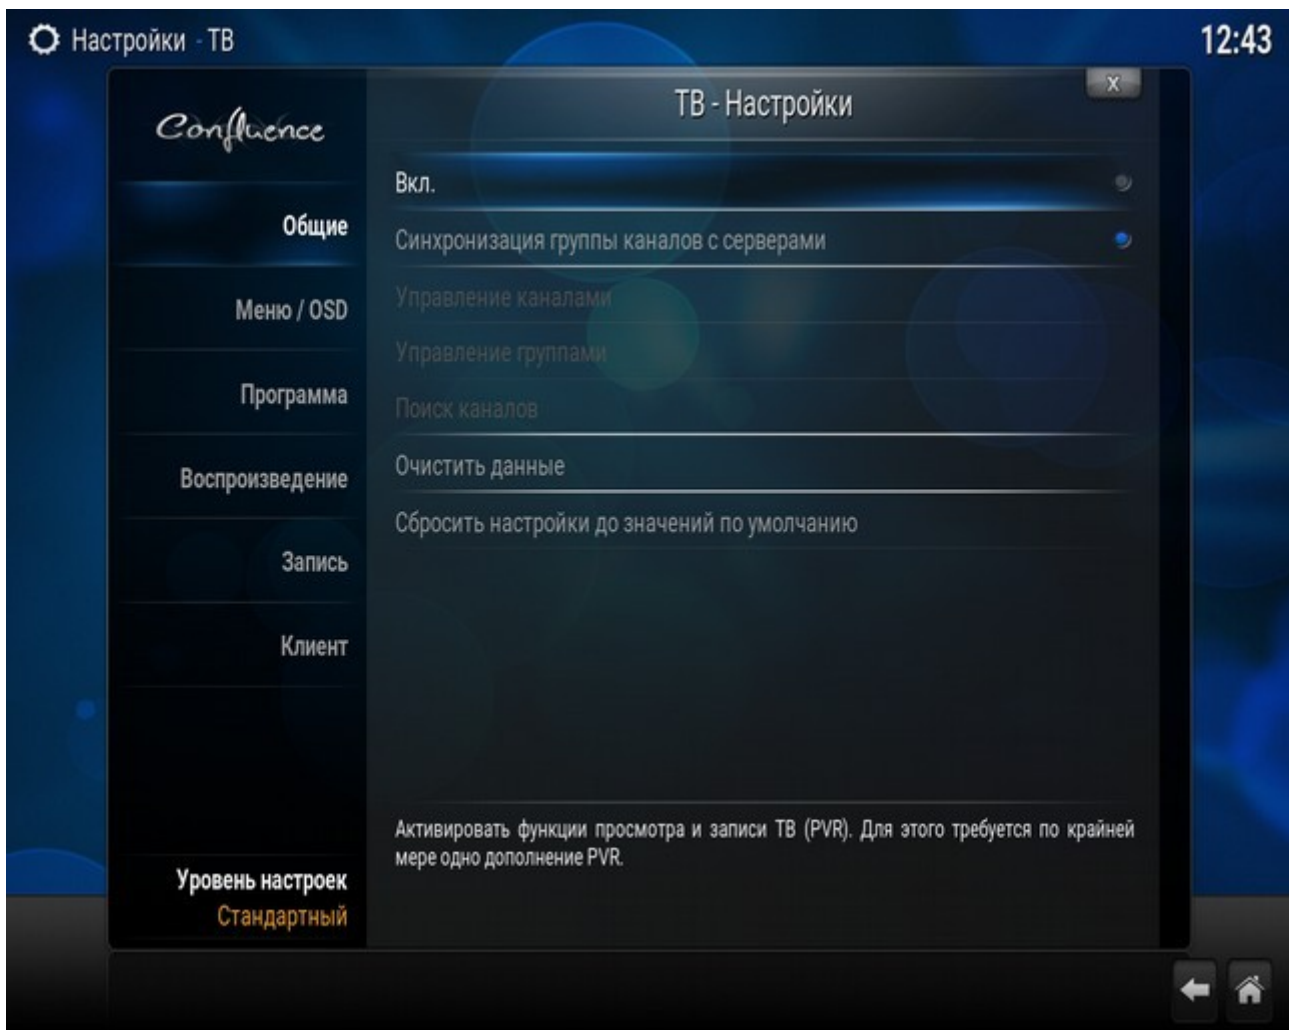 Настройки - ТВ
12:43
Confluence
ТВ - Настройки
X
Вкл.
Общие
Синхронизация группы каналов с серверами
Меню / OSD
Управление каналами
Управление группами
Программа
Поиск каналов
Воспроизведение
Очистить данные
Сбросить настройки до значений по умолчанию
Запись
Клиент
Активировать функции просмотра и записи ТВ (PVR). Для этого требуется по крайней
мере одно дополнение PVR.
Уровень настроек
Стандартный